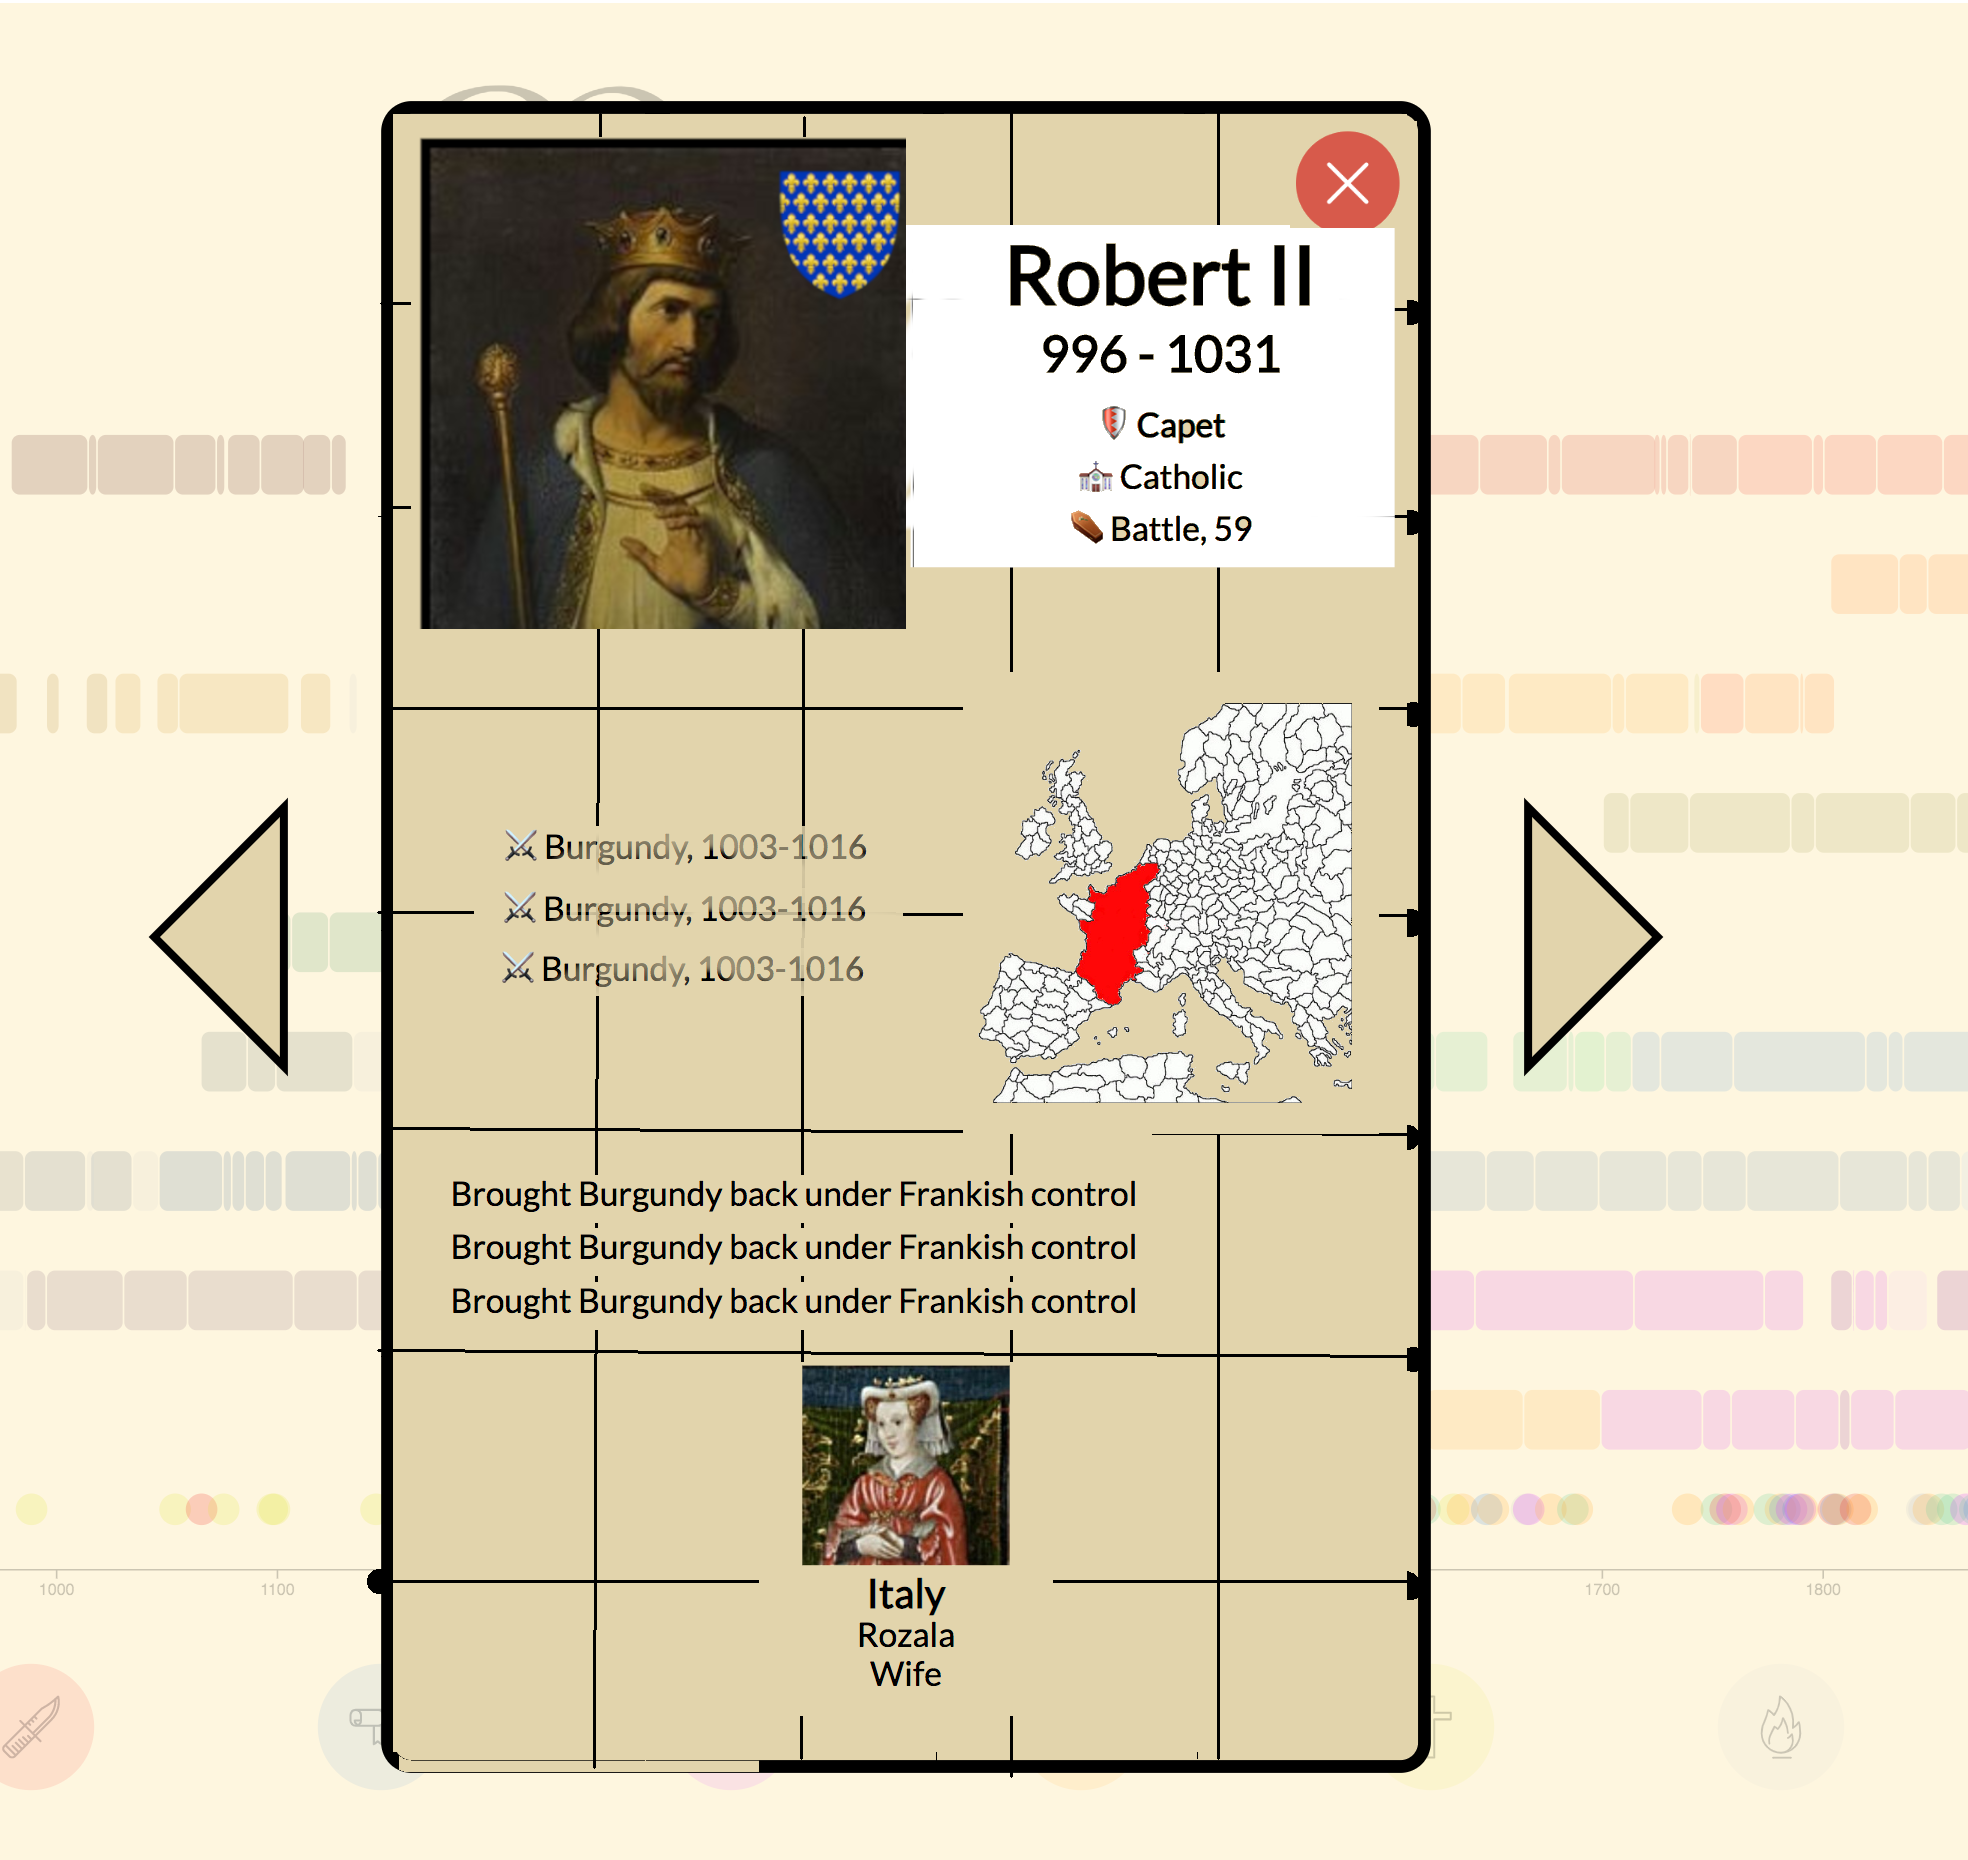 Robert II
996 - 1031
Capet
Catholic
Battle, 59
Burgundy, 1003-1016
Burgundy, 1003-1016
Burgundy, 1003-1016
Brought Burgundy back under Frankish control
Brought Burgundy back under Frankish control
Brought Burgundy back under Frankish control
Italy
Rozala
Wife
1000 1100 1700 1800